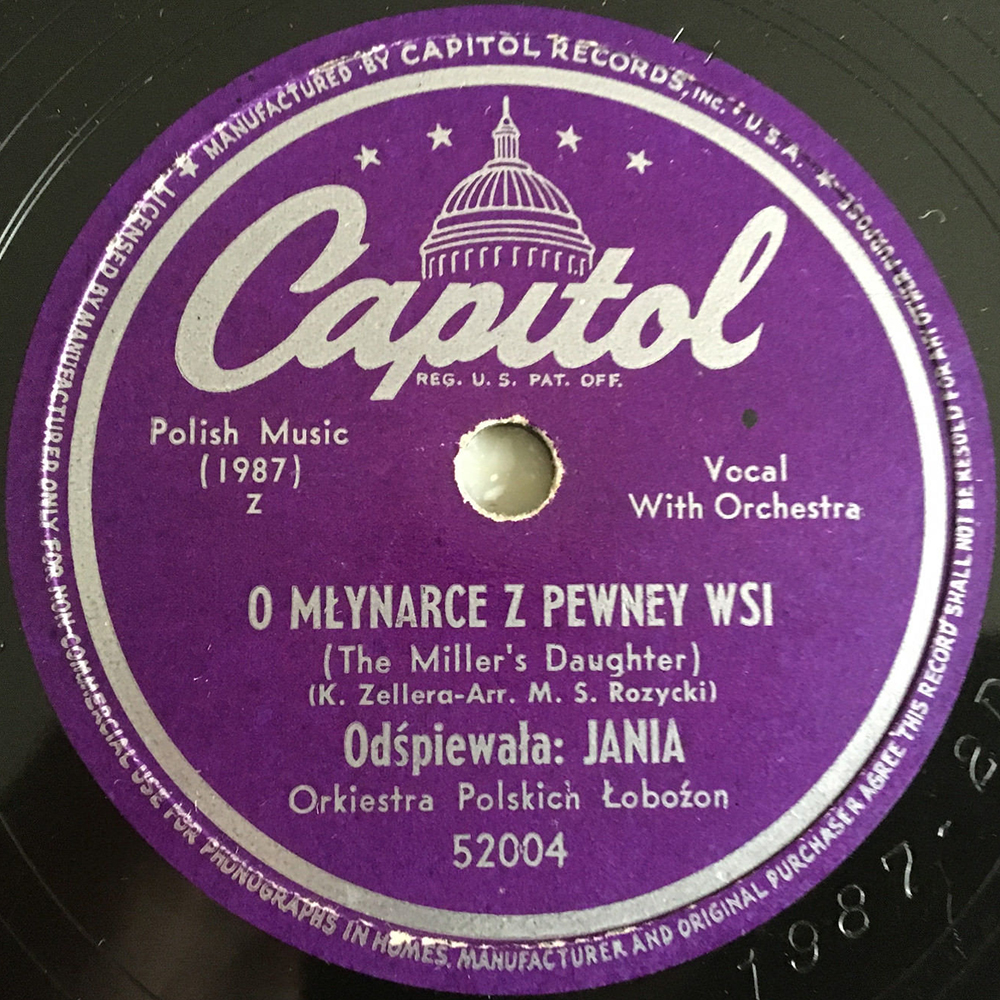 ★ MANUFACTURED BY CAPITOL RECORDS, INC. · U.S.A. ★
LICENSED BY MANUFACTURER ONLY FOR NON-COMMERCIAL USE FOR PHONOGRAPHS IN HOMES. MANUFACTURER AND ORIGINAL PURCHASER AGREE THIS RECORD SHALL NOT BE RESOLD FOR ANY OTHER PURPOSE
Capitol
REG. U. S. PAT. OFF.
Polish Music
(1987)
Z
Vocal
With Orchestra
O MŁYNARCE Z PEWNEY WSI
(The Miller's Daughter)
(K. Zellera-Arr. M. S. Rozycki)
Odśpiewała: JANIA
Orkiestra Polskich Łoboźon
52004
1987·